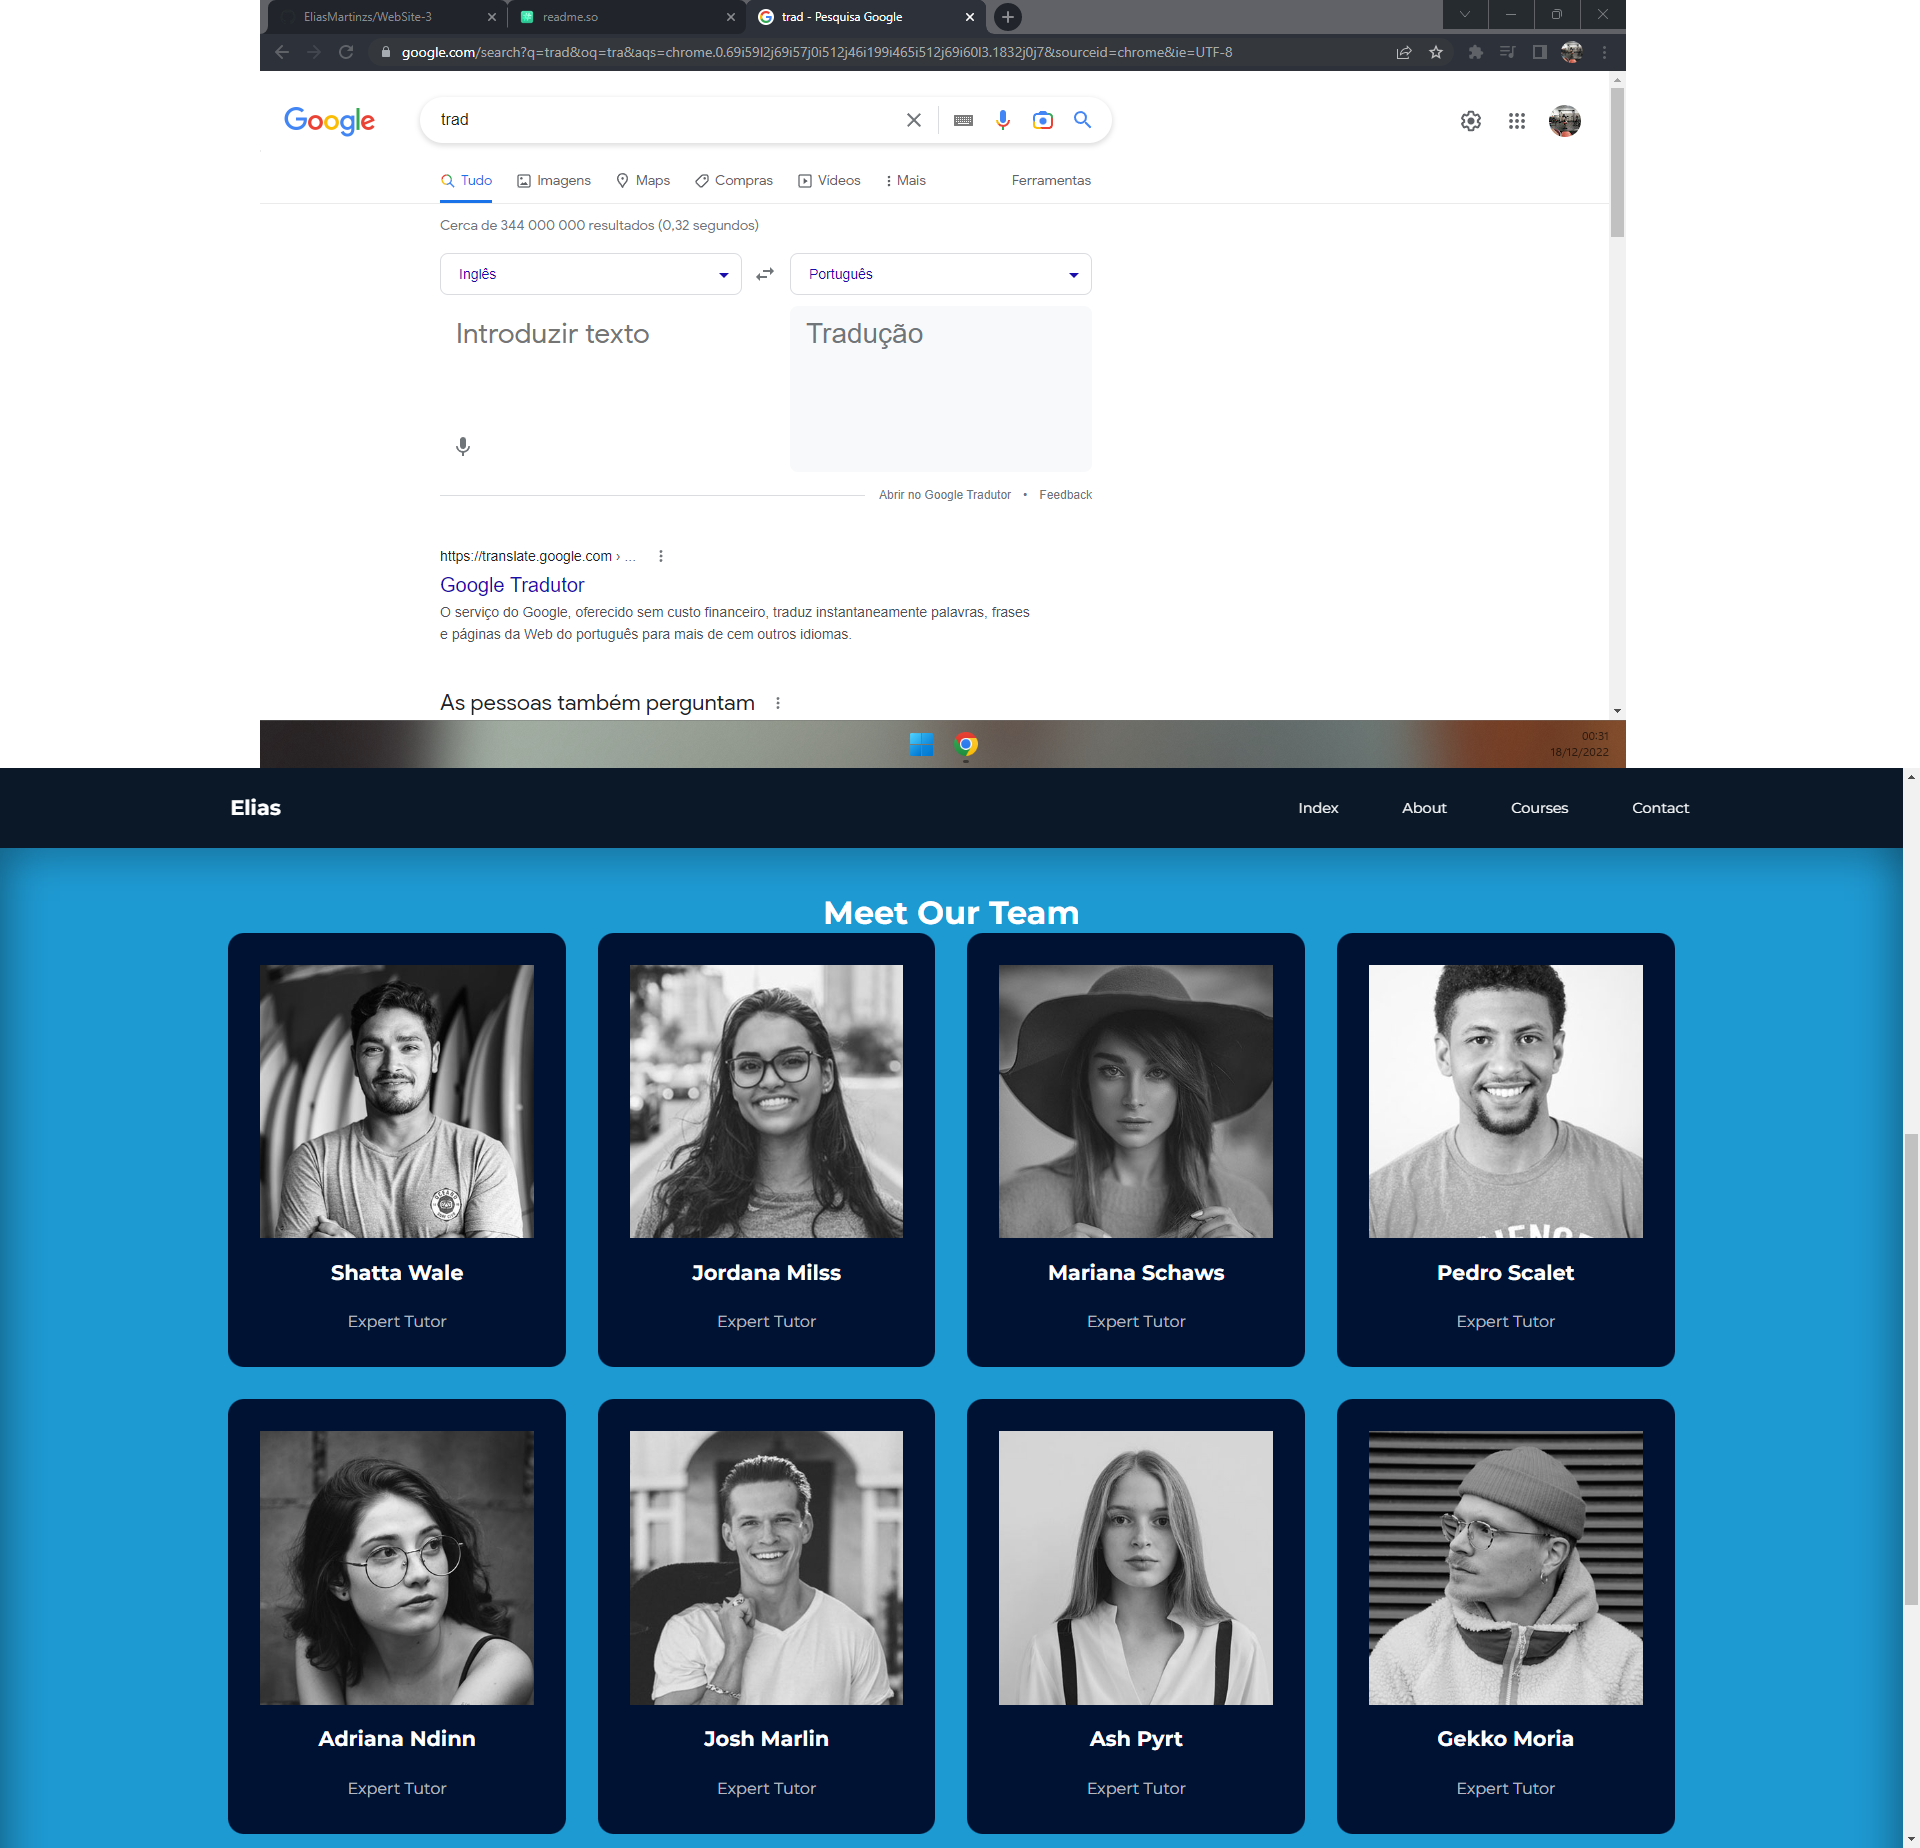 EliasMartinzs/WebSite-3
readme.so
trad - Pesquisa Google
google.com/search?q=trad&oq=tra&aqs=chrome.0.69i59l2j69i57j0i512j46i199i465i512j69i60l3.1832j0j7&sourceid=chrome&ie=UTF-8
Google
trad
Tudo
Imagens
Maps
Compras
Vídeos
Mais
Ferramentas
Cerca de 344 000 000 resultados (0,32 segundos)
Inglês
Português
Introduzir texto
Tradução
Abrir no Google Tradutor • Feedback
https://translate.google.com › ...
Google Tradutor
O serviço do Google, oferecido sem custo financeiro, traduz instantaneamente palavras, frases
e páginas da Web do português para mais de cem outros idiomas.
As pessoas também perguntam
00:31
18/12/2022
Elias
Index
About
Courses
Contact
Meet Our Team
Shatta Wale
Expert Tutor
Jordana Milss
Expert Tutor
Mariana Schaws
Expert Tutor
Pedro Scalet
Expert Tutor
Adriana Ndinn
Expert Tutor
Josh Marlin
Expert Tutor
Ash Pyrt
Expert Tutor
Gekko Moria
Expert Tutor